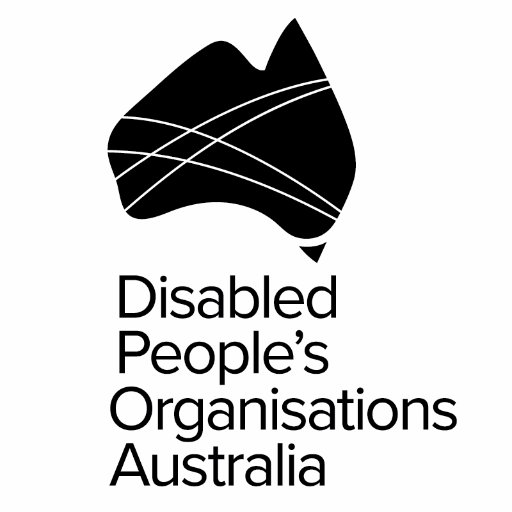 Disabled
People’s
Organisations
Australia